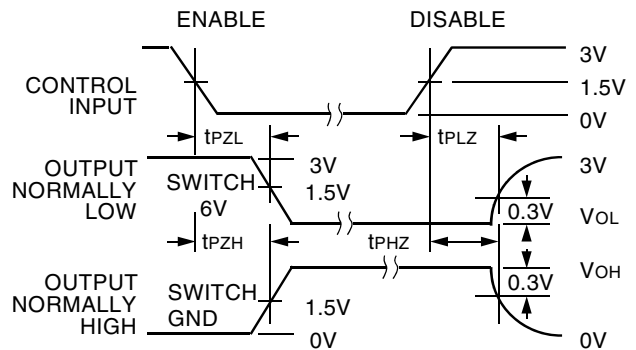 ENABLE
DISABLE
CONTROL
INPUT
3V
1.5V
0V
tPZL
tPLZ
OUTPUT
NORMALLY
LOW
SWITCH
6V
3V
1.5V
3V
0.3V
VOL
tPZH
tPHZ
OUTPUT
NORMALLY
HIGH
SWITCH
GND
1.5V
0V
VOH
0.3V
0V